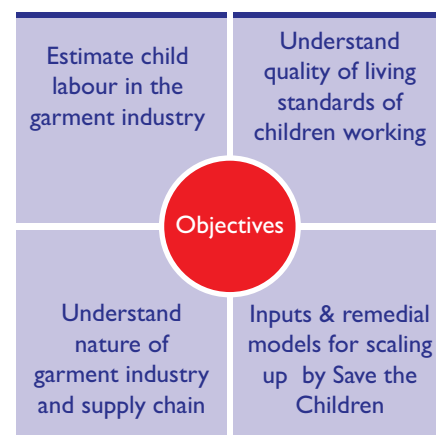 Estimate child
labour in the
garment industry
Understand
quality of living
standards of
children working
Objectives
Understand
nature of
garment industry
and supply chain
Inputs & remedial
models for scaling
up by Save the
Children